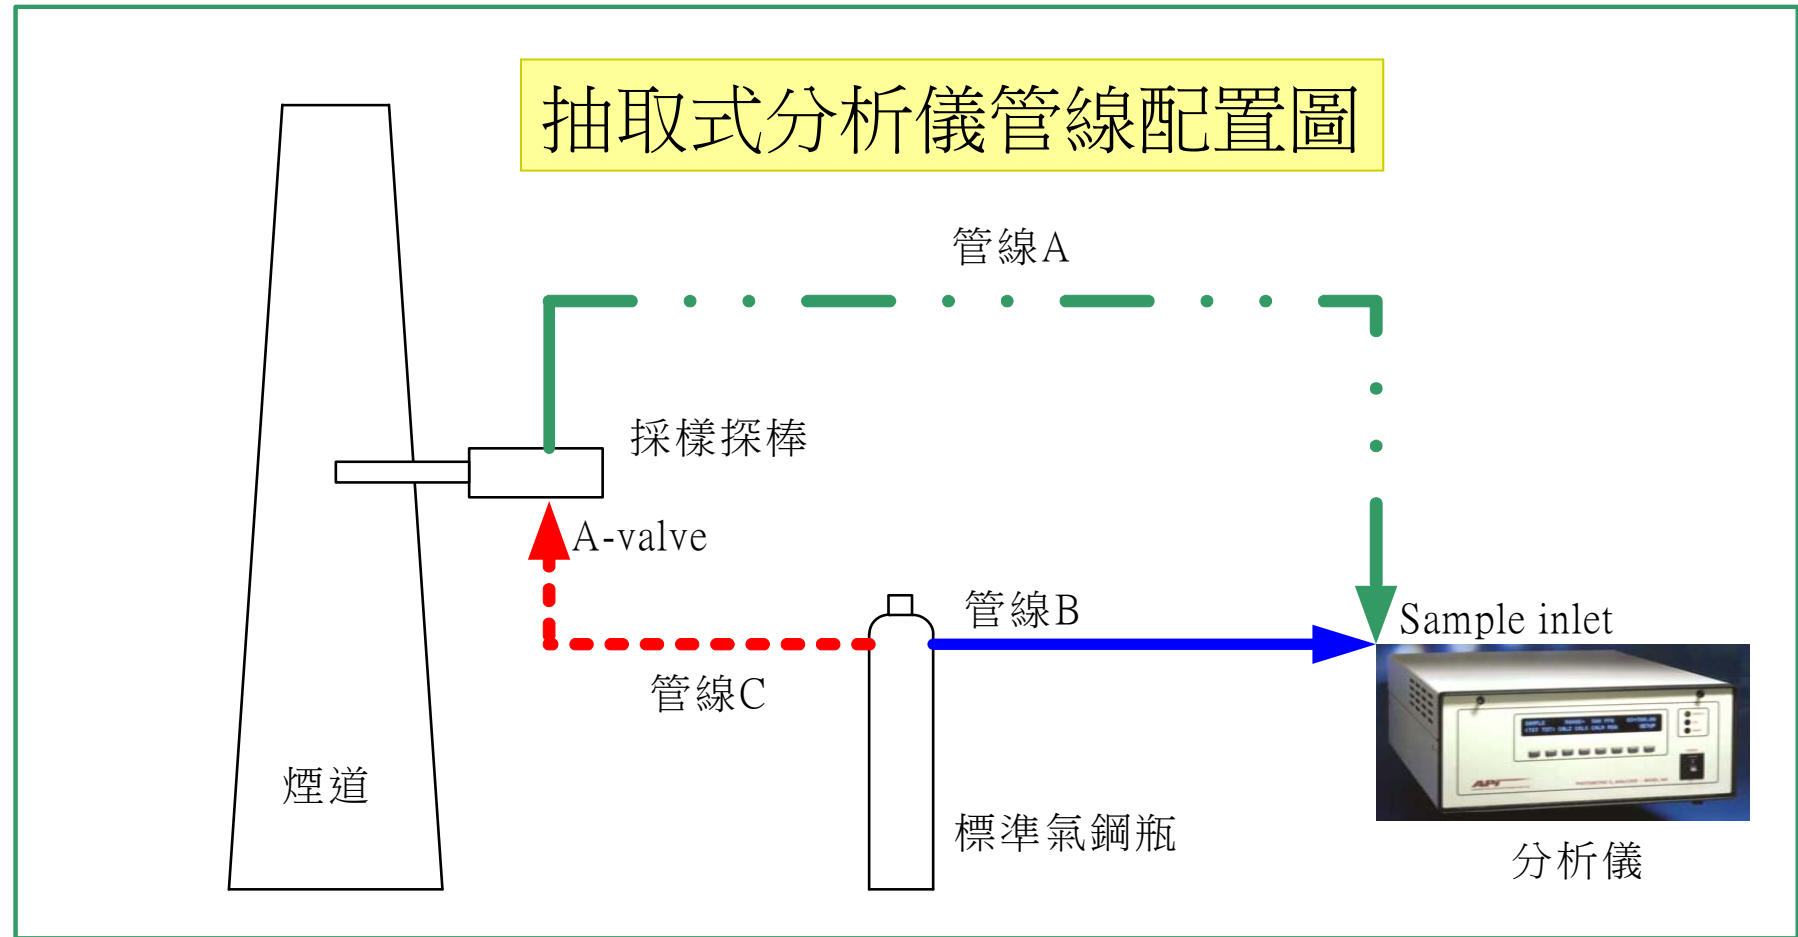 抽取式分析儀管線配置圖
管線A
採樣探棒
A-valve
管線B
Sample inlet
管線C
煙道
標準氣鋼瓶
API
分析儀